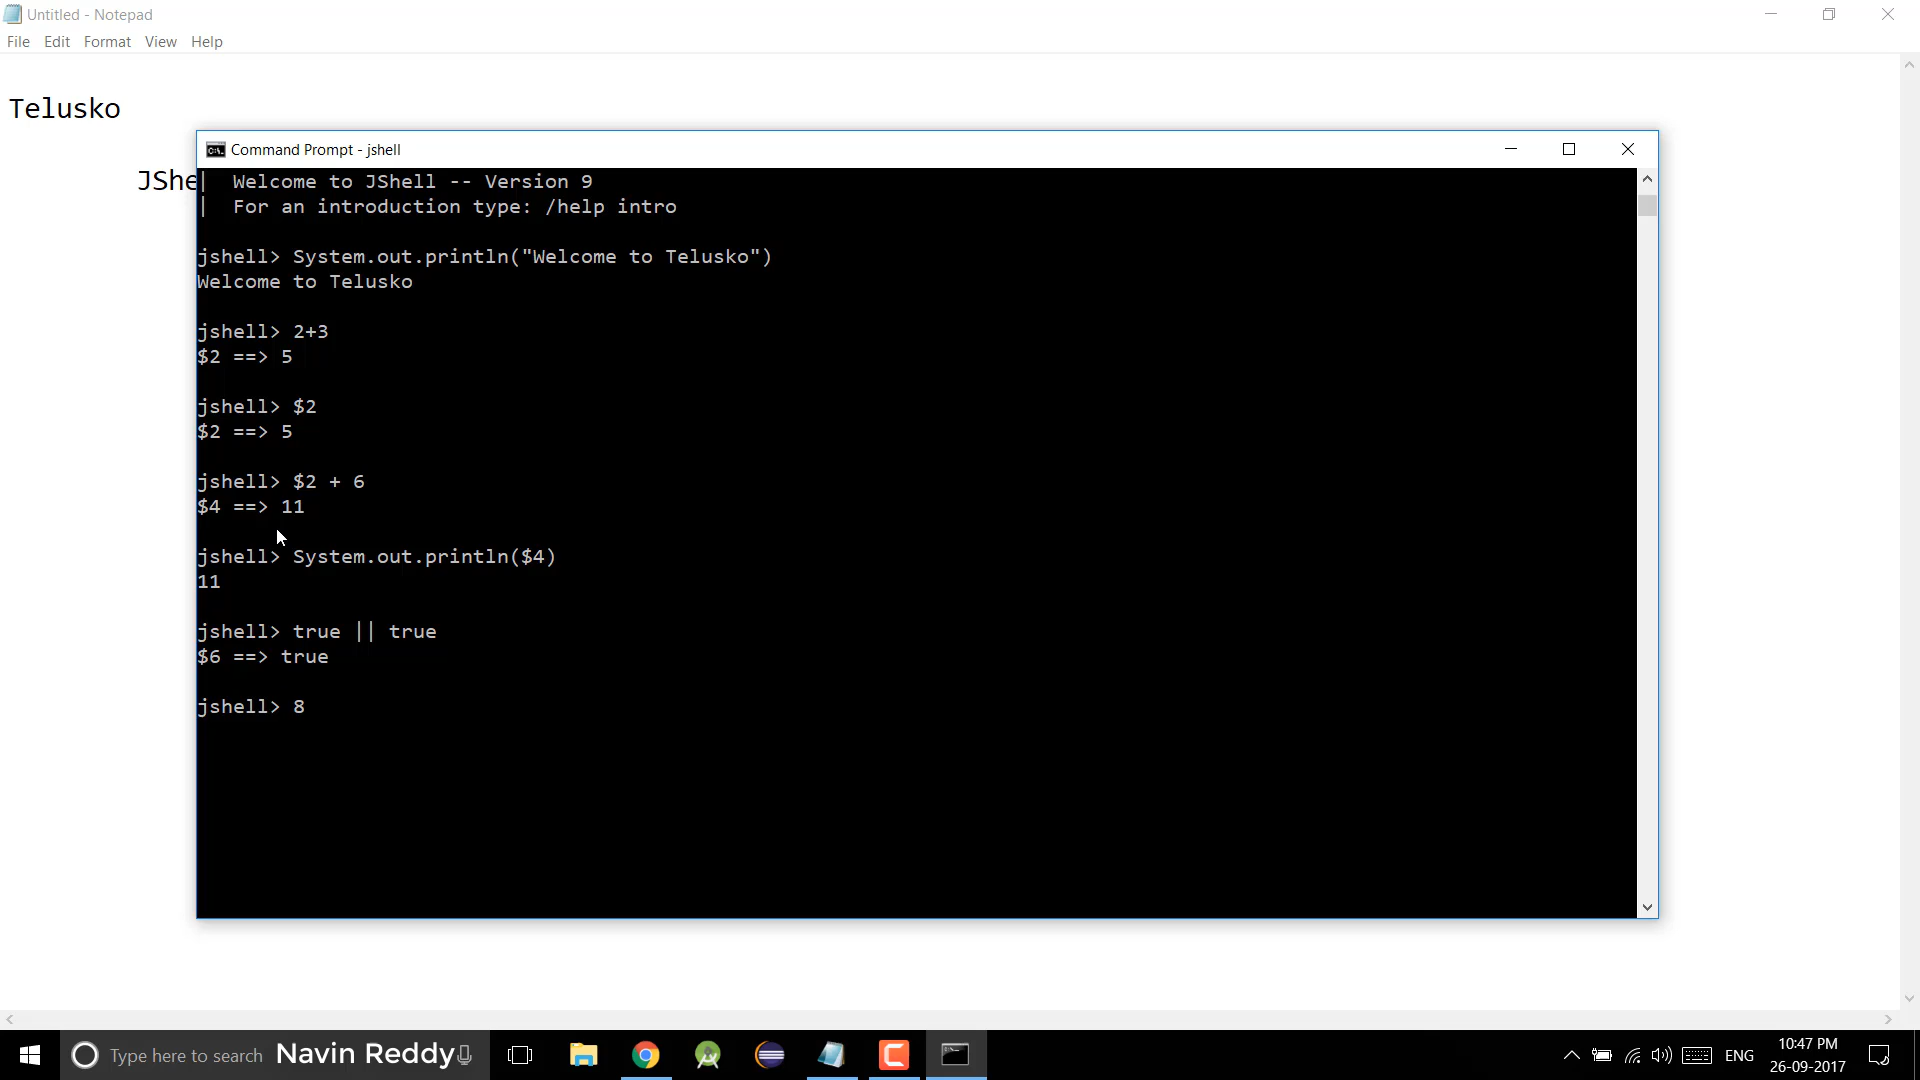 Untitled - Notepad
File Edit Format View Help
Telusko
JShe
Command Prompt - jshell
| Welcome to JShell -- Version 9
| For an introduction type: /help intro
jshell> System.out.println("Welcome to Telusko")
Welcome to Telusko
jshell> 2+3
$2 ==> 5
jshell> $2
$2 ==> 5
jshell> $2 + 6
$4 ==> 11
jshell> System.out.println($4)
11
jshell> true || true
$6 ==> true
jshell> 8
Type here to search Navin Reddy
ENG
10:47 PM
26-09-2017